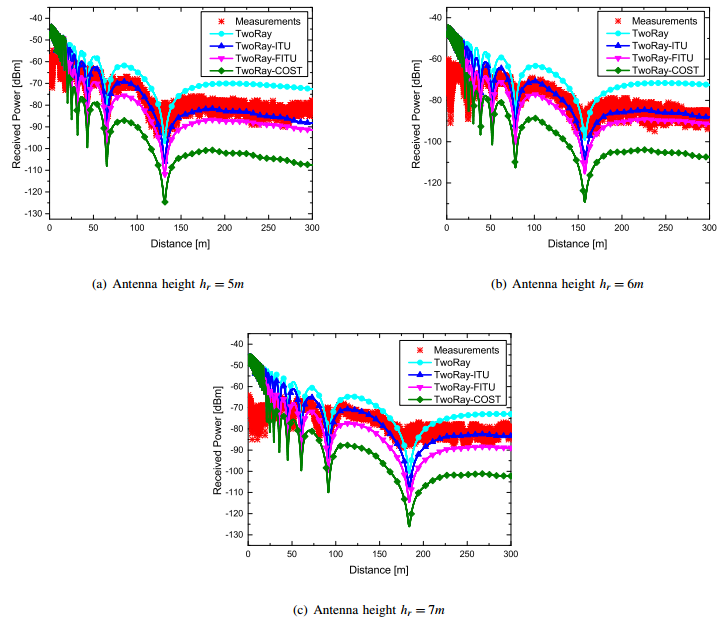 -40
-50
-60
-70
-80
-90
-100
-110
-120
-130
Received Power [dBm]
0 50 100 150 200 250 300
Distance [m]
Measurements
TwoRay
TwoRay-ITU
TwoRay-FITU
TwoRay-COST
(a) Antenna height hr = 5m
-40
-60
-80
-100
-120
Received Power [dBm]
0 50 100 150 200 250 300
Distance [m]
Measurements
TwoRay
TwoRay-ITU
TwoRay-FITU
TwoRay-COST
(b) Antenna height hr = 6m
-40
-50
-60
-70
-80
-90
-100
-110
-120
-130
Received Power [dBm]
0 50 100 150 200 250 300
Distance [m]
Measurements
TwoRay
TwoRay-ITU
TwoRay-FITU
TwoRay-COST
(c) Antenna height hr = 7m